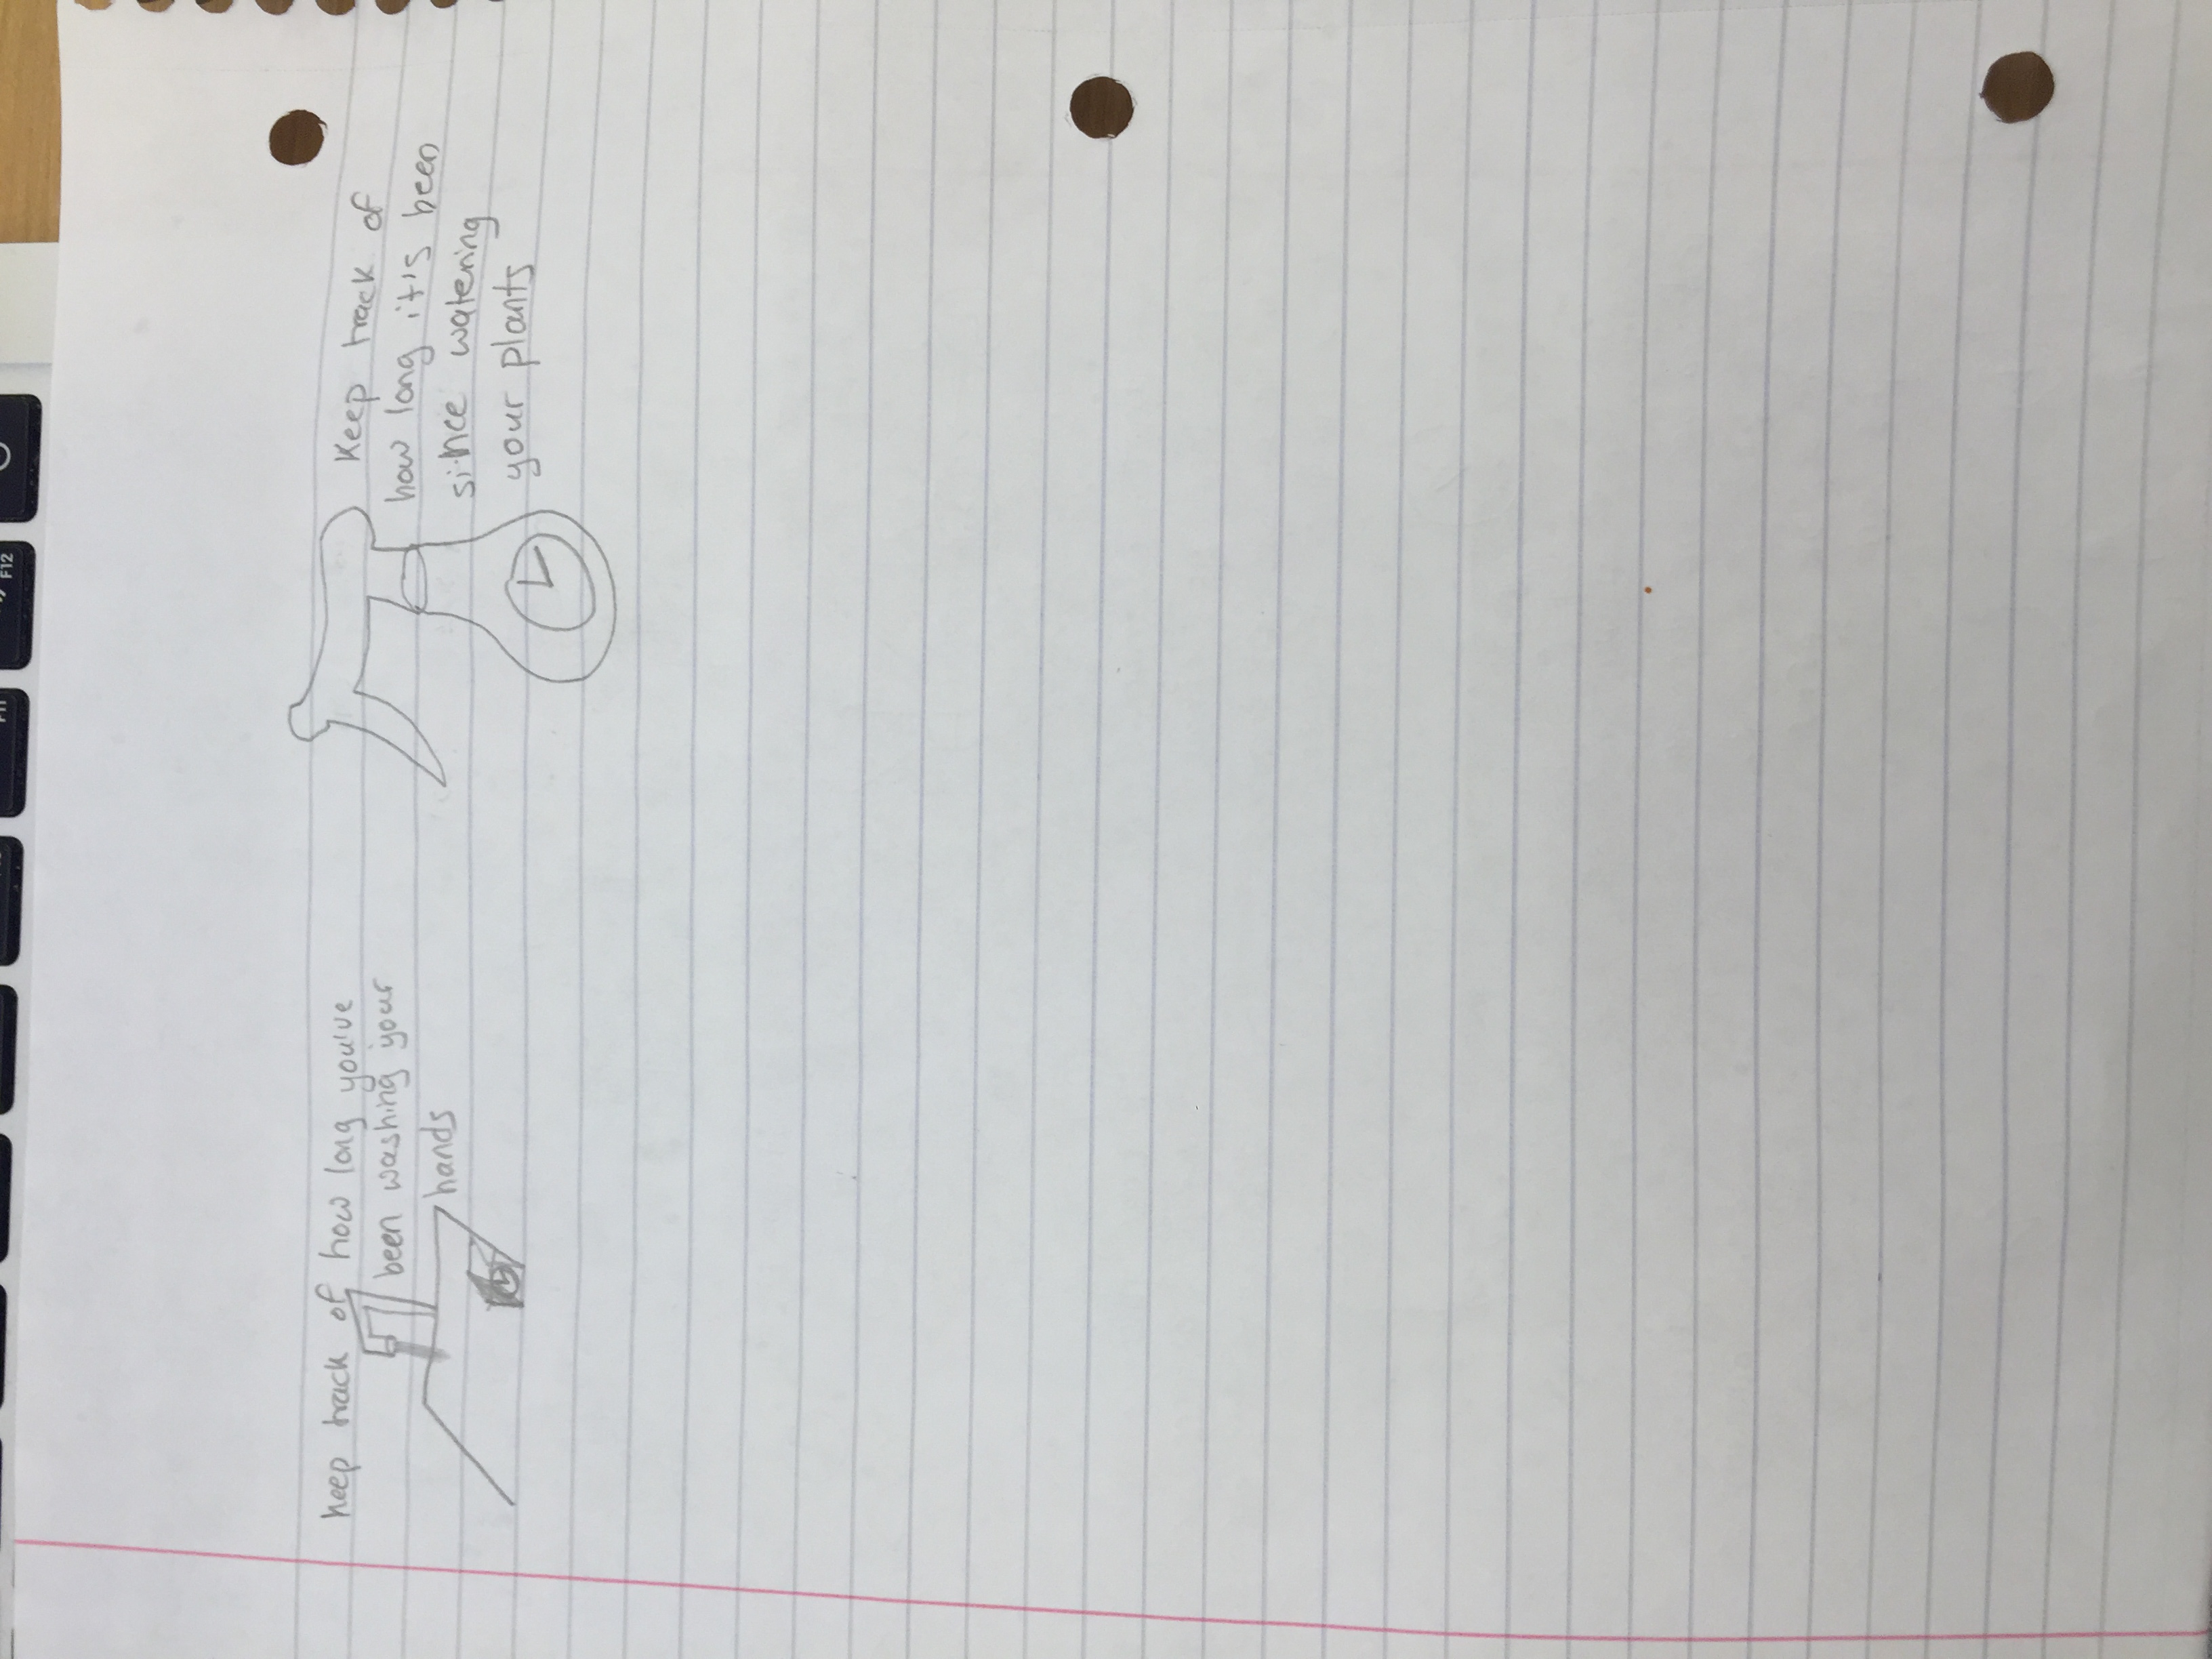 keep track of how long you've
been washing your
hands
Keep track of
how long it's been
since watering
your plants
F11
F12